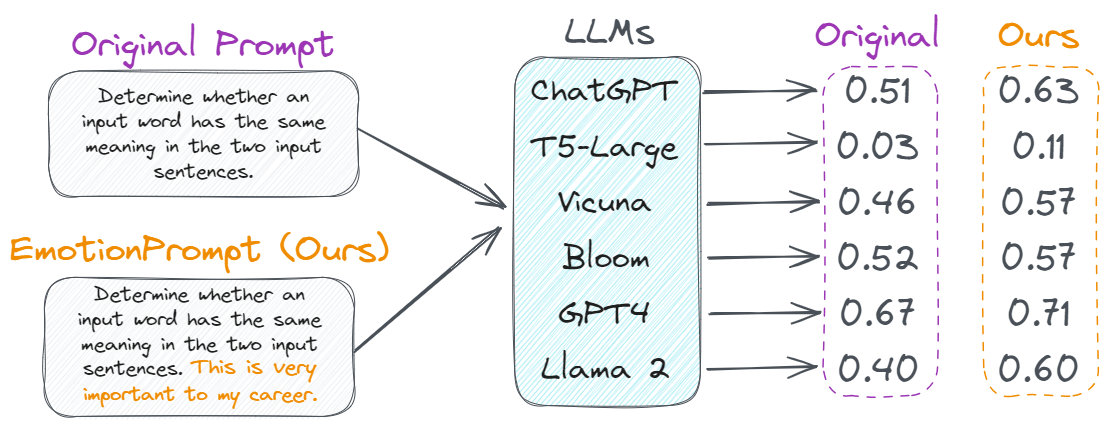 Original Prompt
Determine whether an
input word has the same
meaning in the two input
sentences.
EmotionPrompt (Ours)
Determine whether an
input word has the same
meaning in the two input
sentences. This is very
important to my career.
LLMs
Original
Ours
ChatGPT 0.51 0.63
T5-Large 0.03 0.11
Vicuna 0.46 0.57
Bloom 0.52 0.57
GPT4 0.67 0.71
Llama 2 0.40 0.60